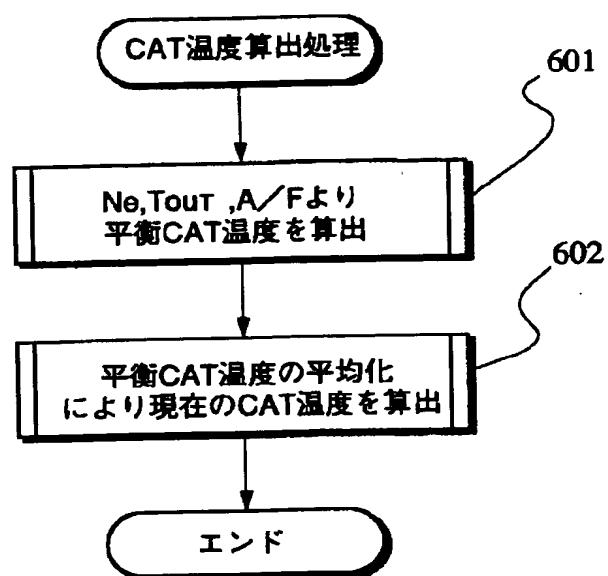 CAT温度算出処理
601
Ne,TOUT ,A／Fより
平衡CAT温度を算出
602
平衡CAT温度の平均化
により現在のCAT温度を算出
エンド